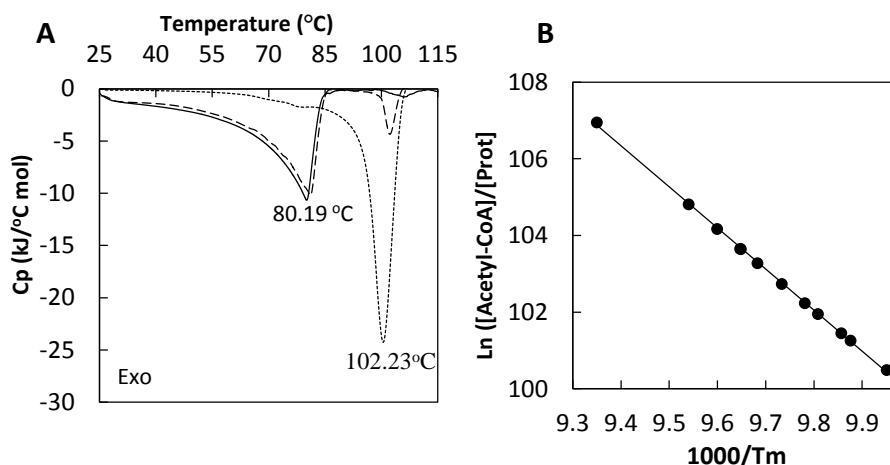 A
Temperature (°C)
25 40 55 70 85 100 115
0
-5
-10
-15
-20
-25
-30
Cp (kJ/°C mol)
80.19 °C
102.23°C
Exo
B
108
106
104
102
100
Ln ([Acetyl-CoA]/[Prot]
9.3 9.4 9.5 9.6 9.7 9.8 9.9
1000/Tm